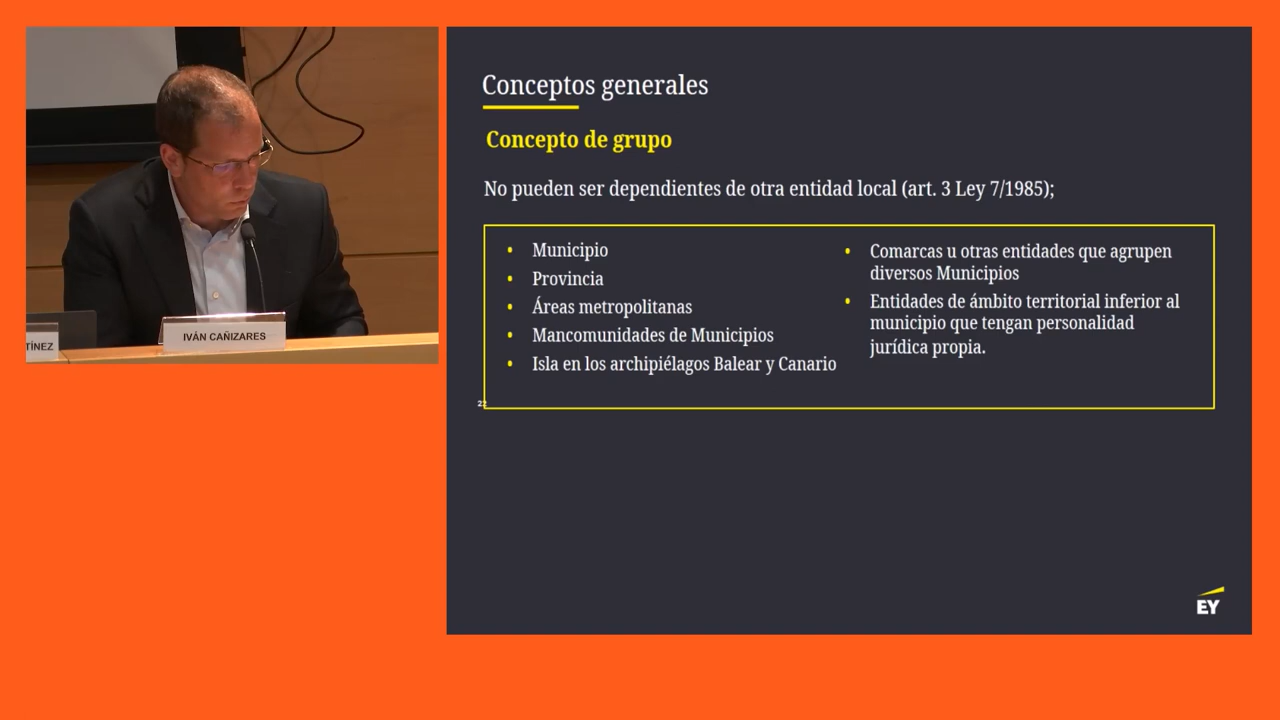 TÍNEZ
IVÁN CAÑIZARES
Conceptos generales
Concepto de grupo
No pueden ser dependientes de otra entidad local (art. 3 Ley 7/1985);
• Municipio
• Provincia
• Áreas metropolitanas
• Mancomunidades de Municipios
• Isla en los archipiélagos Balear y Canario
• Comarcas u otras entidades que agrupen
diversos Municipios
• Entidades de ámbito territorial inferior al
municipio que tengan personalidad
jurídica propia.
22
EY